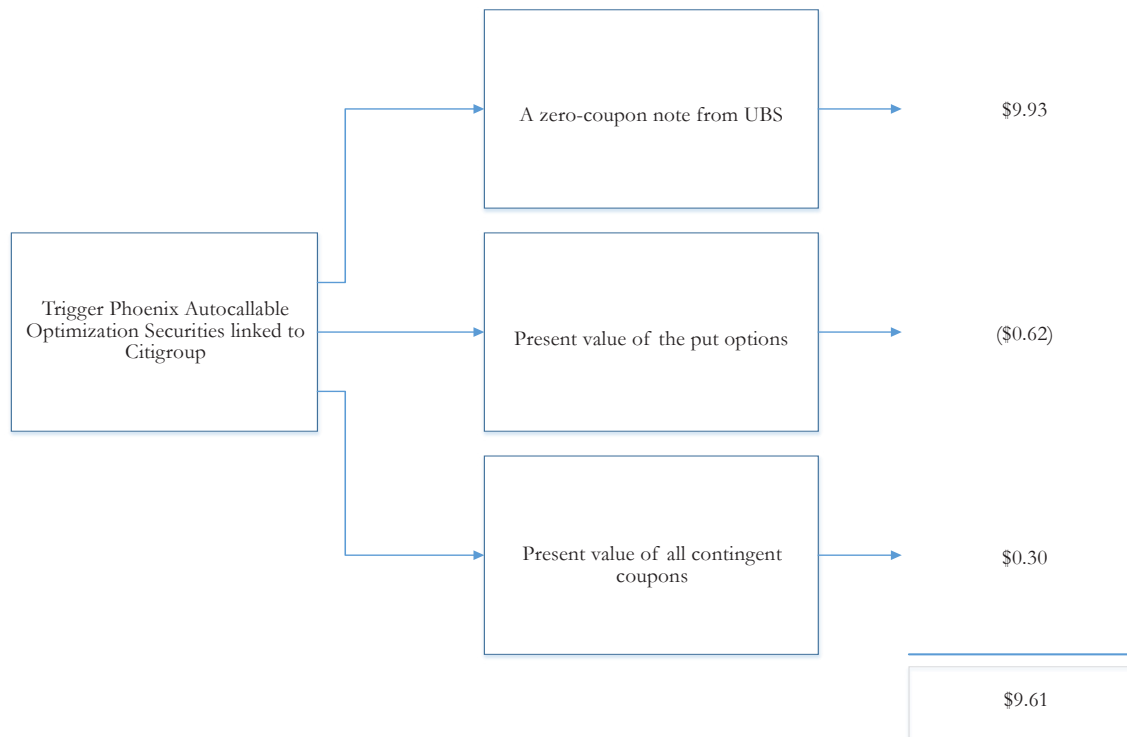 A zero-coupon note from UBS
$9.93
Trigger Phoenix Autocallable
Optimization Securities linked to
Citigroup
Present value of the put options
($0.62)
Present value of all contingent
coupons
$0.30
$9.61